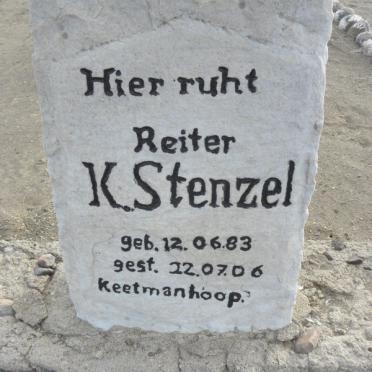 Hier ruht
Reiter
K. Stenzel
geb. 12. 06. 83
gest. 22. 07. 06
Keetmanhoop.